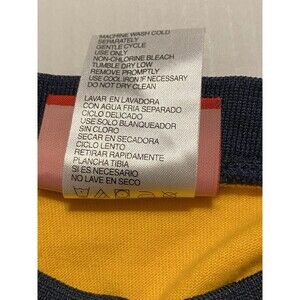 MACHINE WASH COLD
SEPARATELY
GENTLE CYCLE
USE ONLY
NON-CHLORINE BLEACH
TUMBLE DRY LOW
REMOVE PROMPTLY
USE COOL IRON IF NECESSARY
DO NOT DRY CLEAN
LAVAR EN LAVADORA
CON AGUA FRIA SEPARADO
CICLO DELICADO
USE SOLO BLANQUEADOR
SIN CLORO
SECAR EN SECADORA
CICLO LENTO
RETIRAR RAPIDAMENTE
PLANCHA TIBIA
SI ES NECESARIO
NO LAVE EN SECO